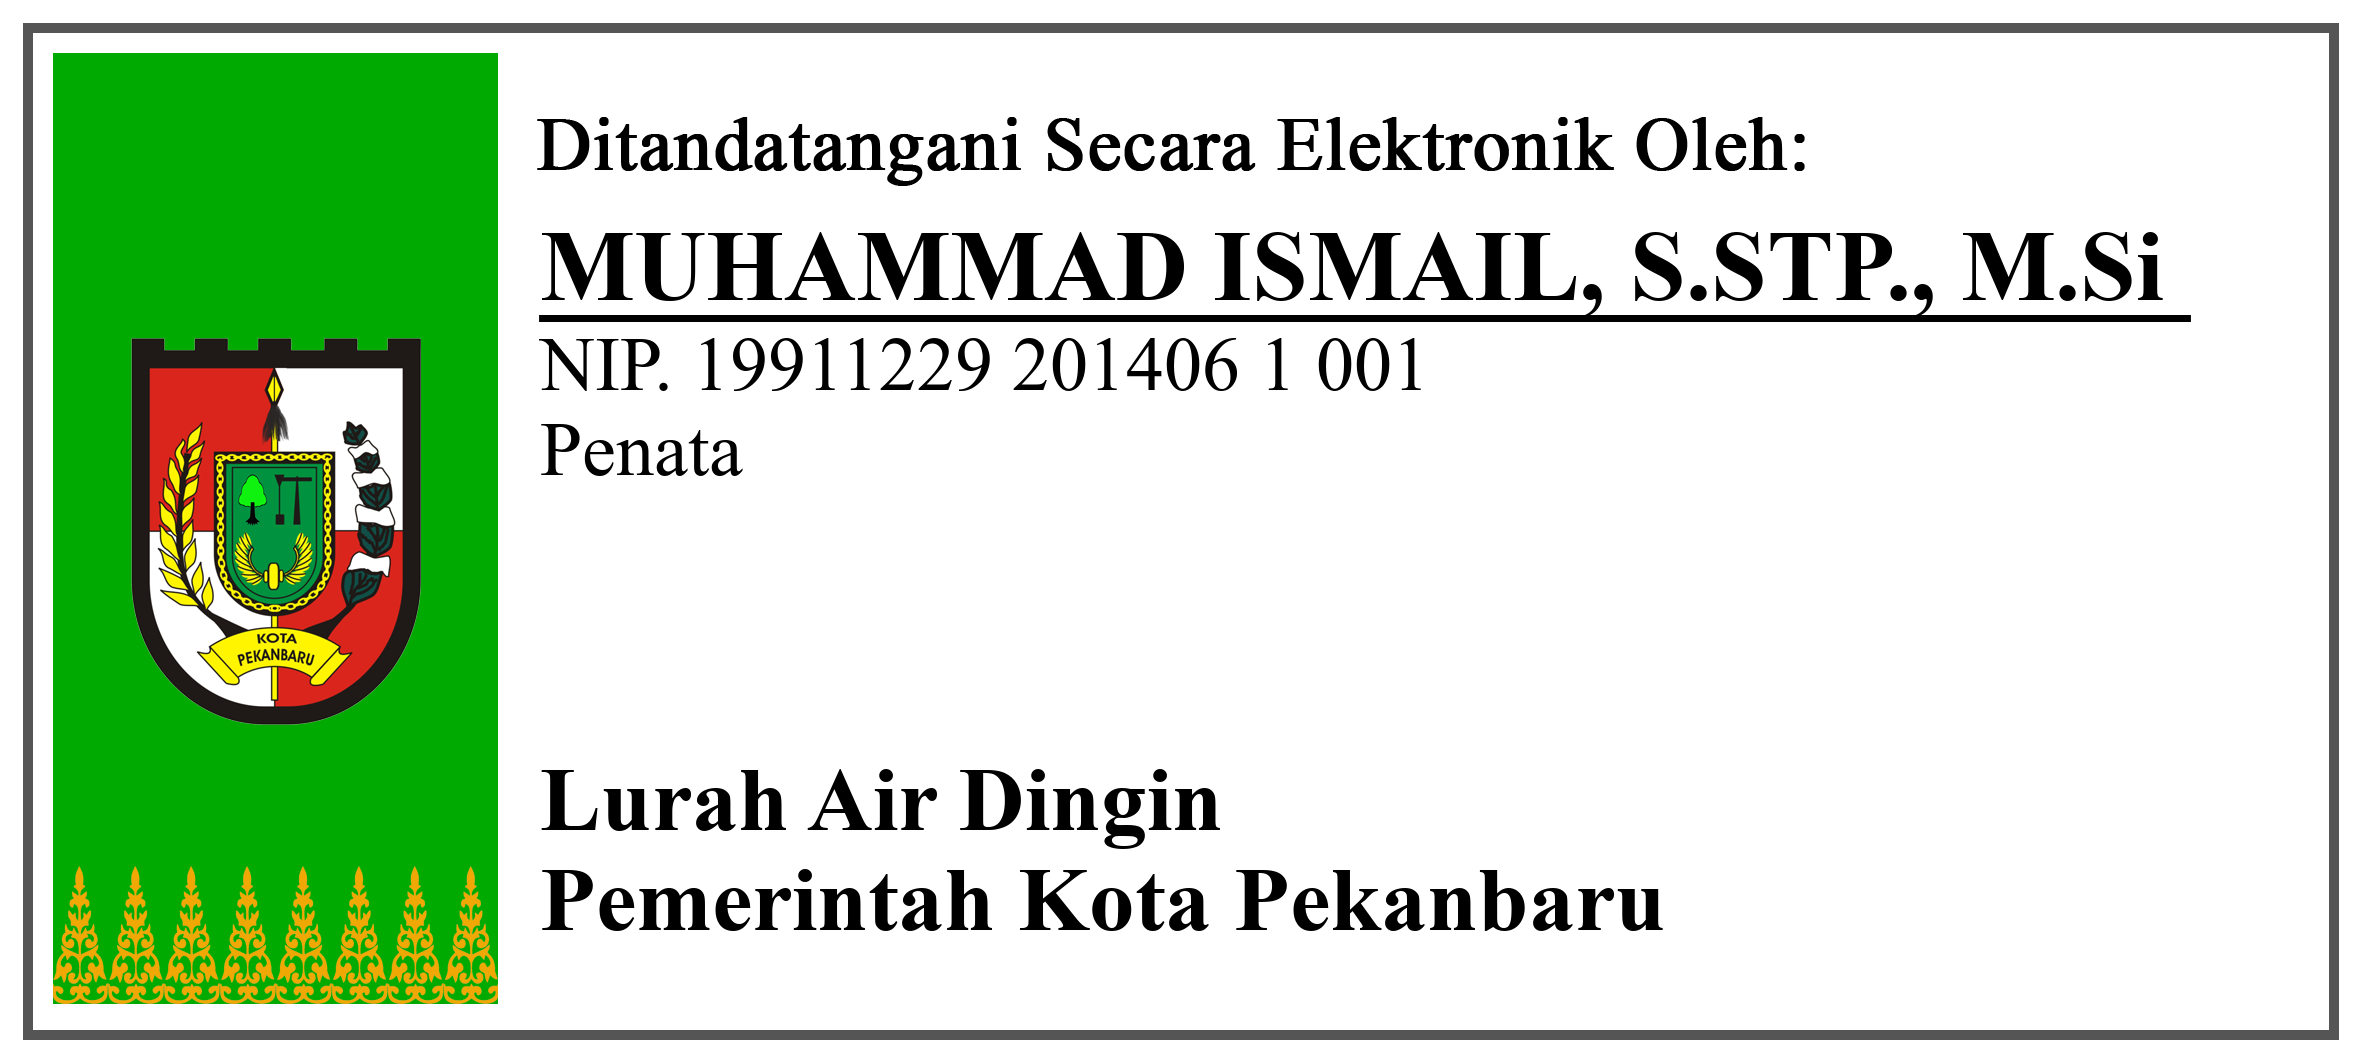 Ditandatangani Secara Elektronik Oleh:
MUHAMMAD ISMAIL, S.STP., M.Si
NIP. 19911229 201406 1 001
Penata
KOTA
PEKANBARU
Lurah Air Dingin
Pemerintah Kota Pekanbaru